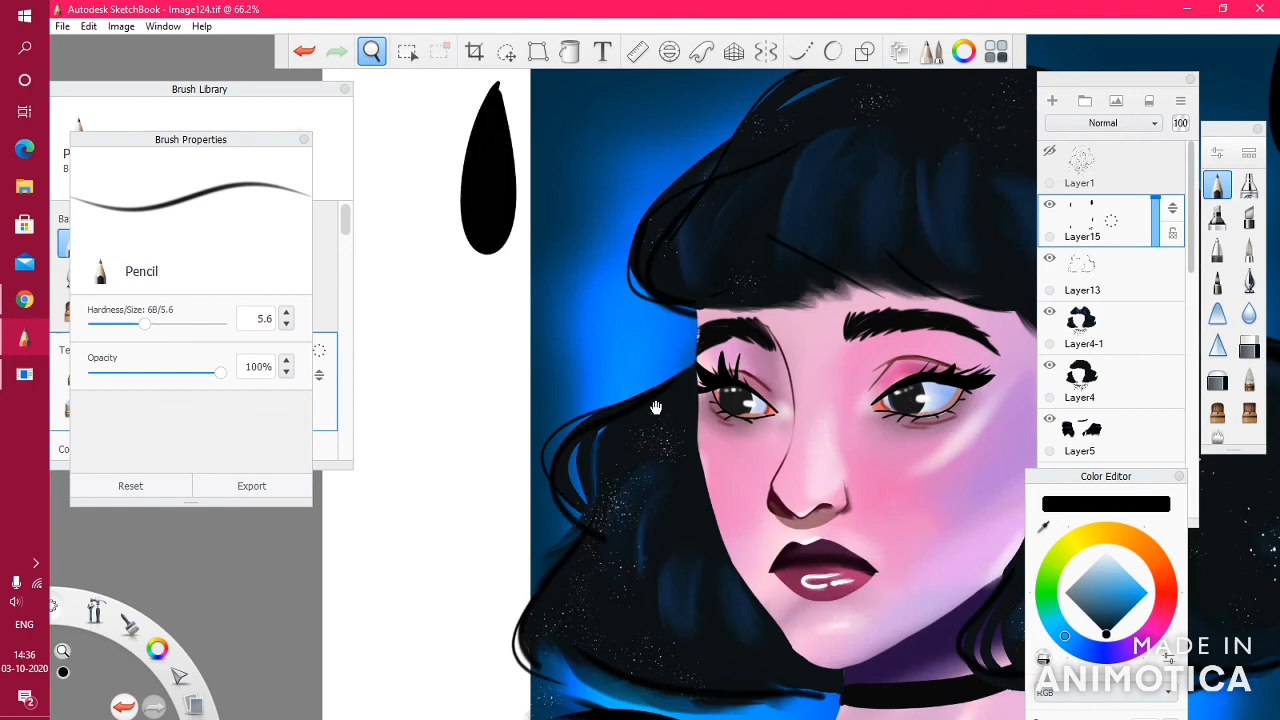 Autodesk SketchBook - Image124.tif @ 66.2%
File Edit Image Window Help
Brush Library
Brush Properties
Pencil
Hardness/Size: 6B/5.6
5.6
Opacity
100%
Reset Export
Normal
100
Layer1
Layer15
Layer13
Layer4-1
Layer4
Layer5
Color Editor
RGB
ENG
14:36
03-10-2020
2
MADE IN
ANIMOTICA